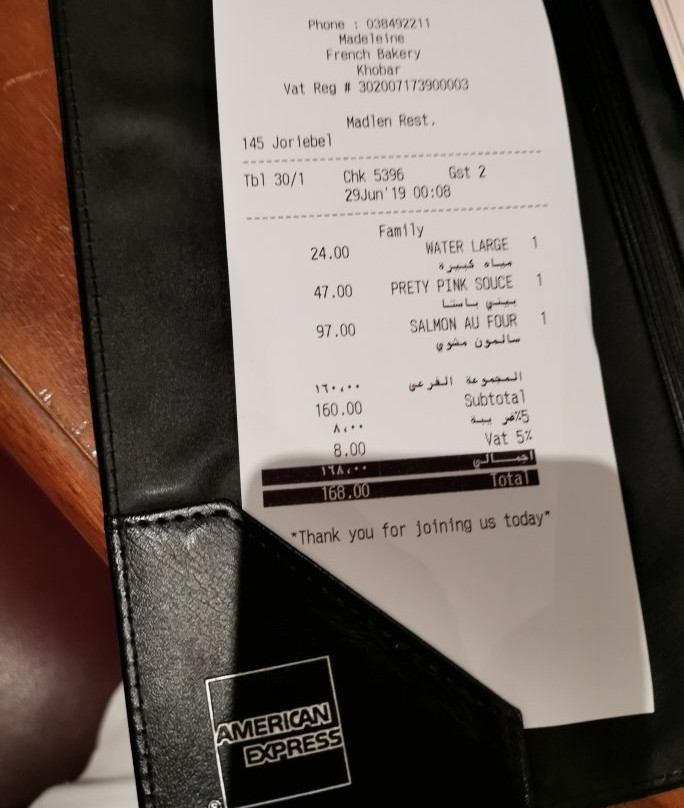 Phone : 038492211
Madeleine
French Bakery
Khobar
Vat Reg # 302007173900003
Madlen Rest.
145 Joriebel
Tbl 30/1 Chk 5396 Gst 2
29Jun'19 00:08
Family
24.00 WATER LARGE 1
مياه كبيرة
47.00 PRETY PINK SOUCE 1
بيني باستا
97.00 SALMON AU FOUR 1
سالمون مشوي
١٦٠،٠٠ المجموعة الفرعي
160.00 Subtotal
٨،٠٠ ضريبة %5
8.00 Vat 5%
١٦٨،٠٠ اجمالي
168.00 Total
*Thank you for joining us today*
AMERICAN
EXPRESS
®